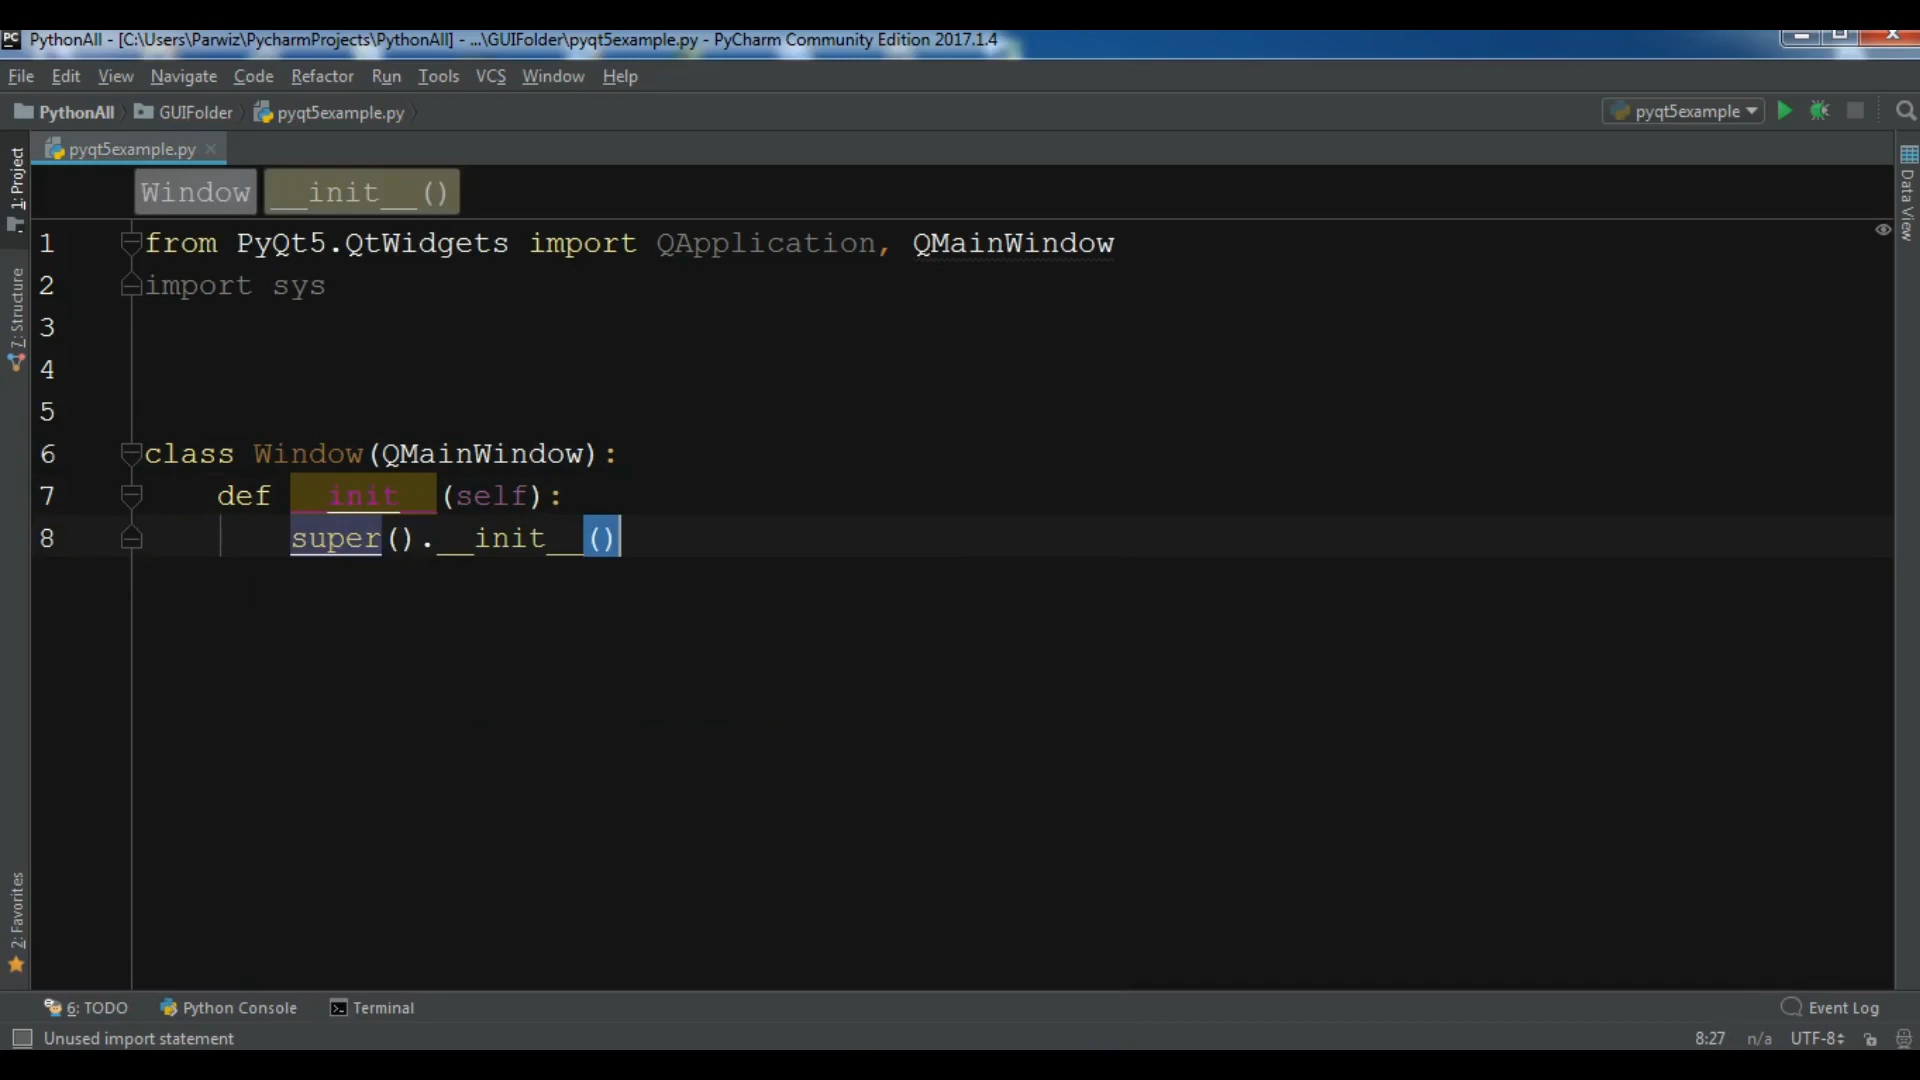 PC PythonAll - [C:\Users\Parwiz\PycharmProjects\PythonAll] - ...\GUIFolder\pyqt5example.py - PyCharm Community Edition 2017.1.4
File Edit View Navigate Code Refactor Run Tools VCS Window Help
PythonAll GUIFolder pyqt5example.py pyqt5example
1: Project
pyqt5example.py
Data View
Window __init__()
1 from PyQt5.QtWidgets import QApplication, QMainWindow
2 import sys
7: Structure
3
4
5
6 class Window(QMainWindow):
7 def __init__(self):
8 super().__init__()
2: Favorites
6: TODO Python Console Terminal Event Log
Unused import statement 8:27 n/a UTF-8